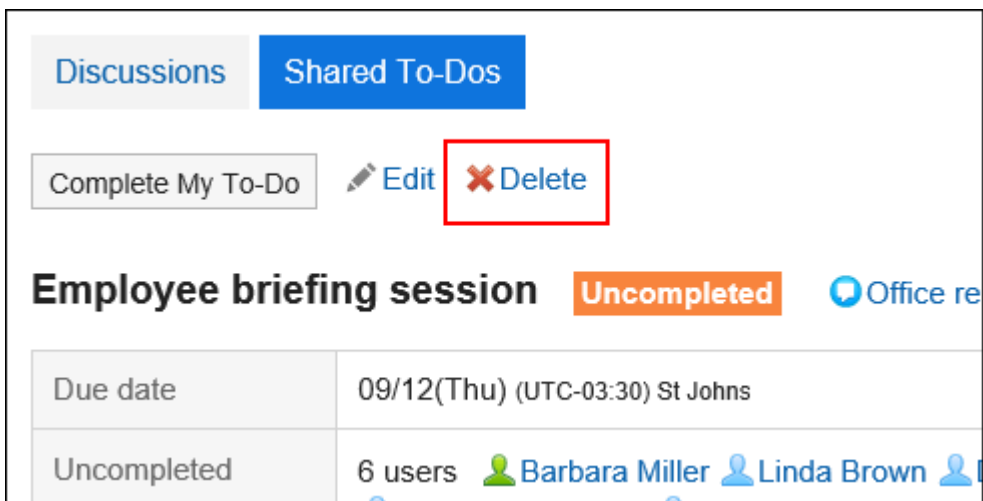 Discussions Shared To-Dos
Complete My To-Do Edit Delete
Employee briefing session Uncompleted Office re
Due date 09/12(Thu) (UTC-03:30) St Johns
Uncompleted 6 users Barbara Miller Linda Brown